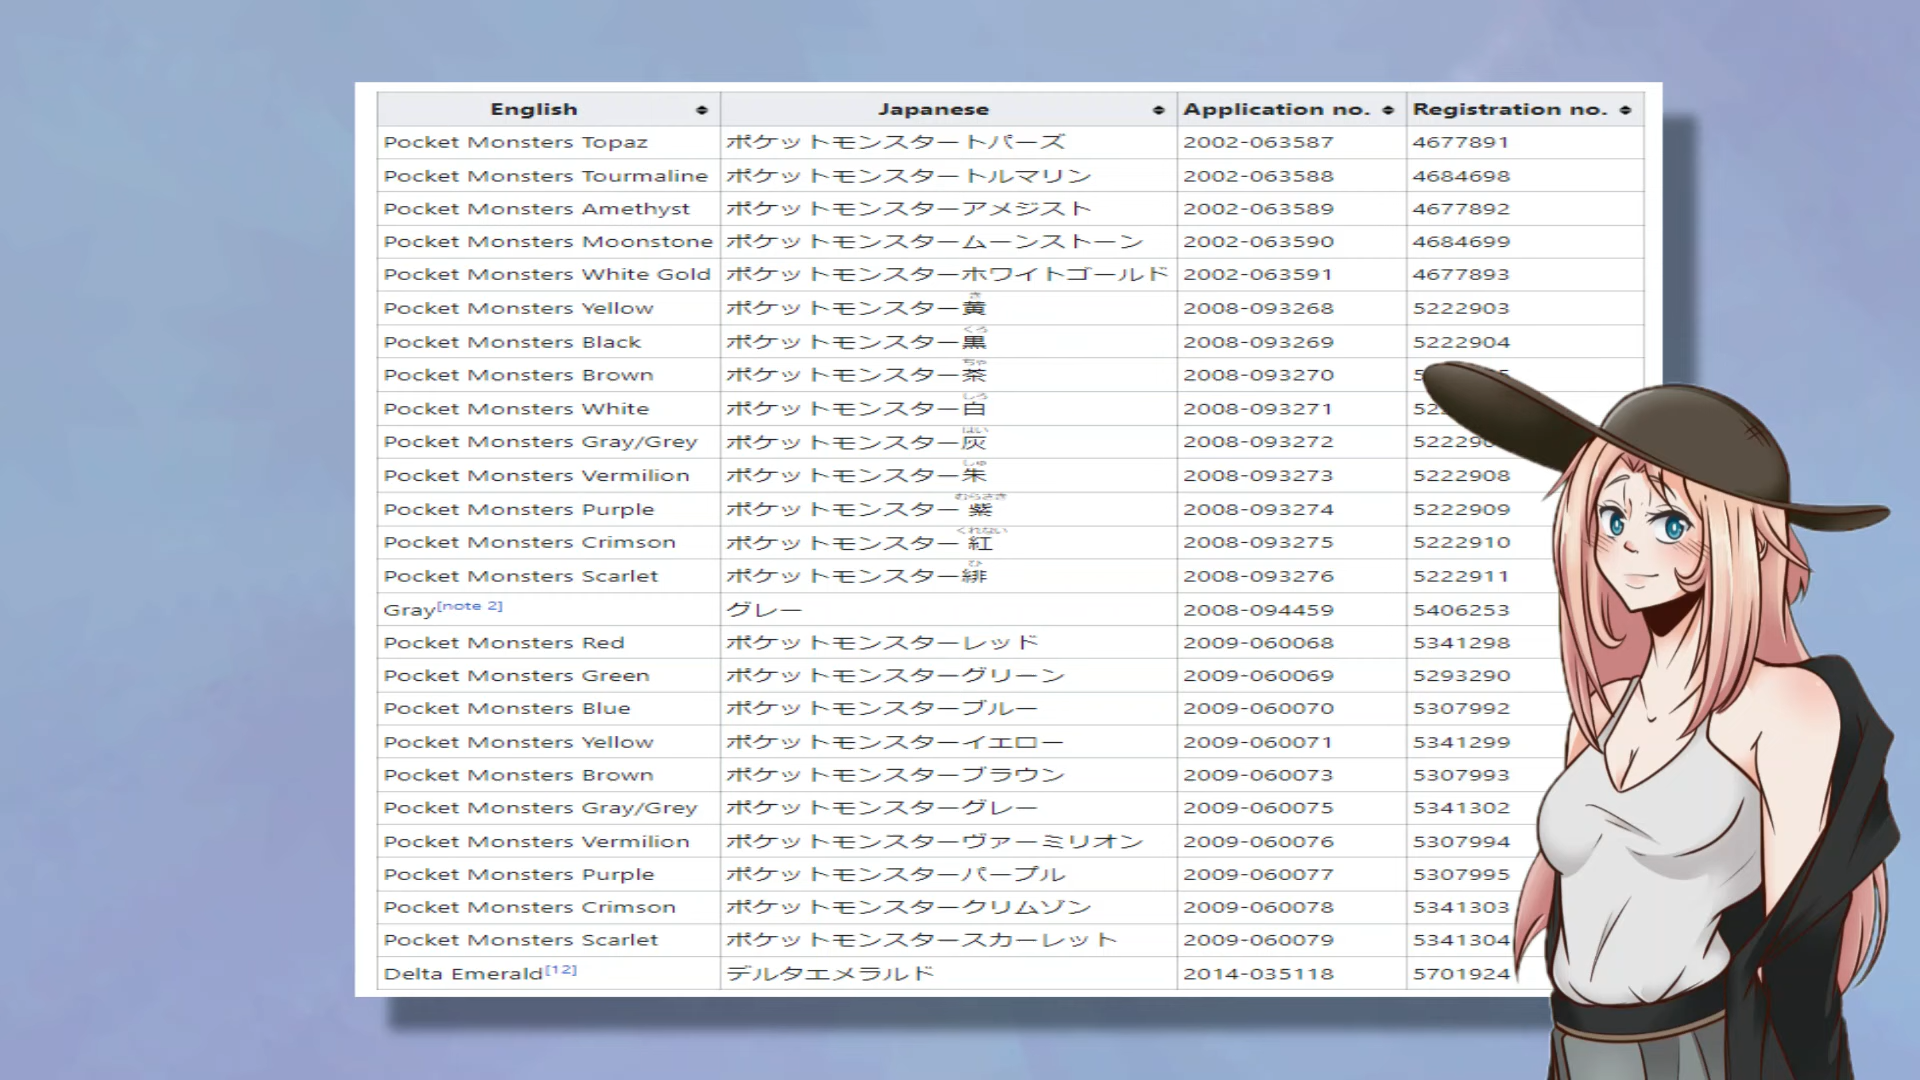 English Japanese Application no. Registration no.
Pocket Monsters Topaz ポケットモンスタートパーズ 2002-063587 4677891
Pocket Monsters Tourmaline ポケットモンスタートルマリン 2002-063588 4684698
Pocket Monsters Amethyst ポケットモンスターアメジスト 2002-063589 4677892
Pocket Monsters Moonstone ポケットモンスタームーンストーン 2002-063590 4684699
Pocket Monsters White Gold ポケットモンスターホワイトゴールド 2002-063591 4677893
き
Pocket Monsters Yellow ポケットモンスター黄 2008-093268 5222903
くろ
Pocket Monsters Black ポケットモンスター黒 2008-093269 5222904
ちゃ
Pocket Monsters Brown ポケットモンスター茶 2008-093270
しろ
Pocket Monsters White ポケットモンスター白 2008-093271
はい
Pocket Monsters Gray/Grey ポケットモンスター灰 2008-093272
しゅ
Pocket Monsters Vermilion ポケットモンスター朱 2008-093273 5222908
むらさき
Pocket Monsters Purple ポケットモンスター紫 2008-093274 5222909
くれない
Pocket Monsters Crimson ポケットモンスター紅 2008-093275 5222910
ひ
Pocket Monsters Scarlet ポケットモンスター緋 2008-093276 5222911
Gray[note 2] グレー 2008-094459 5406253
Pocket Monsters Red ポケットモンスターレッド 2009-060068 5341298
Pocket Monsters Green ポケットモンスターグリーン 2009-060069 5293290
Pocket Monsters Blue ポケットモンスターブルー 2009-060070 5307992
Pocket Monsters Yellow ポケットモンスターイエロー 2009-060071 5341299
Pocket Monsters Brown ポケットモンスターブラウン 2009-060073 5307993
Pocket Monsters Gray/Grey ポケットモンスターグレー 2009-060075 5341302
Pocket Monsters Vermilion ポケットモンスターヴァーミリオン 2009-060076 5307994
Pocket Monsters Purple ポケットモンスターパープル 2009-060077 5307995
Pocket Monsters Crimson ポケットモンスタークリムゾン 2009-060078 5341303
Pocket Monsters Scarlet ポケットモンスタースカーレット 2009-060079 5341304
Delta Emerald[12] デルタエメラルド 2014-035118 5701924